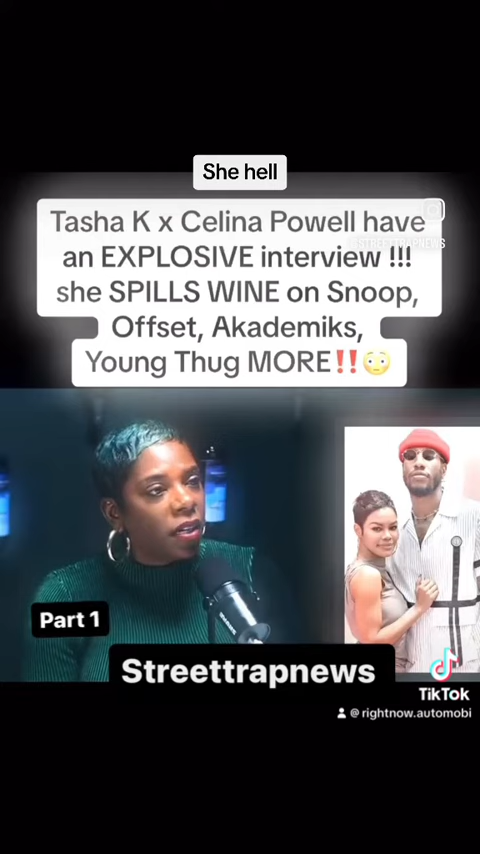 She hell
Tasha K x Celina Powell have
@STREETTRAPNEWS
an EXPLOSIVE interview !!!
she SPILLS WINE on Snoop,
Offset, Akademiks,
Young Thug MORE‼️😳
Part 1
Streettrapnews
TikTok
@ rightnow.automobi